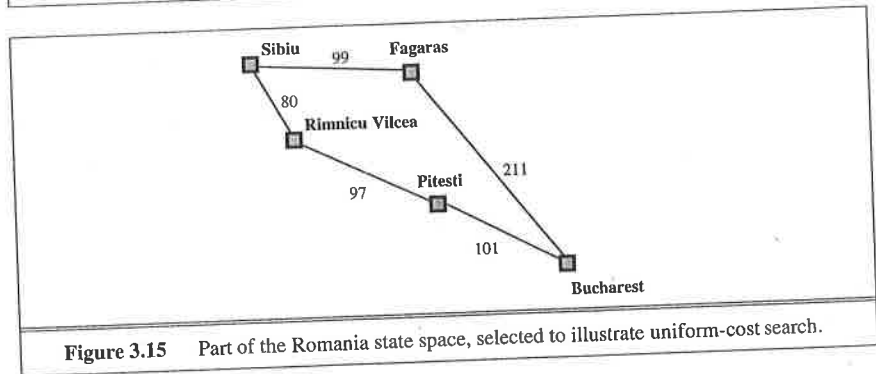 Sibiu
99
Fagaras
80
Rimnicu Vilcea
97
Pitesti
211
101
Bucharest
Figure 3.15 Part of the Romania state space, selected to illustrate uniform-cost search.